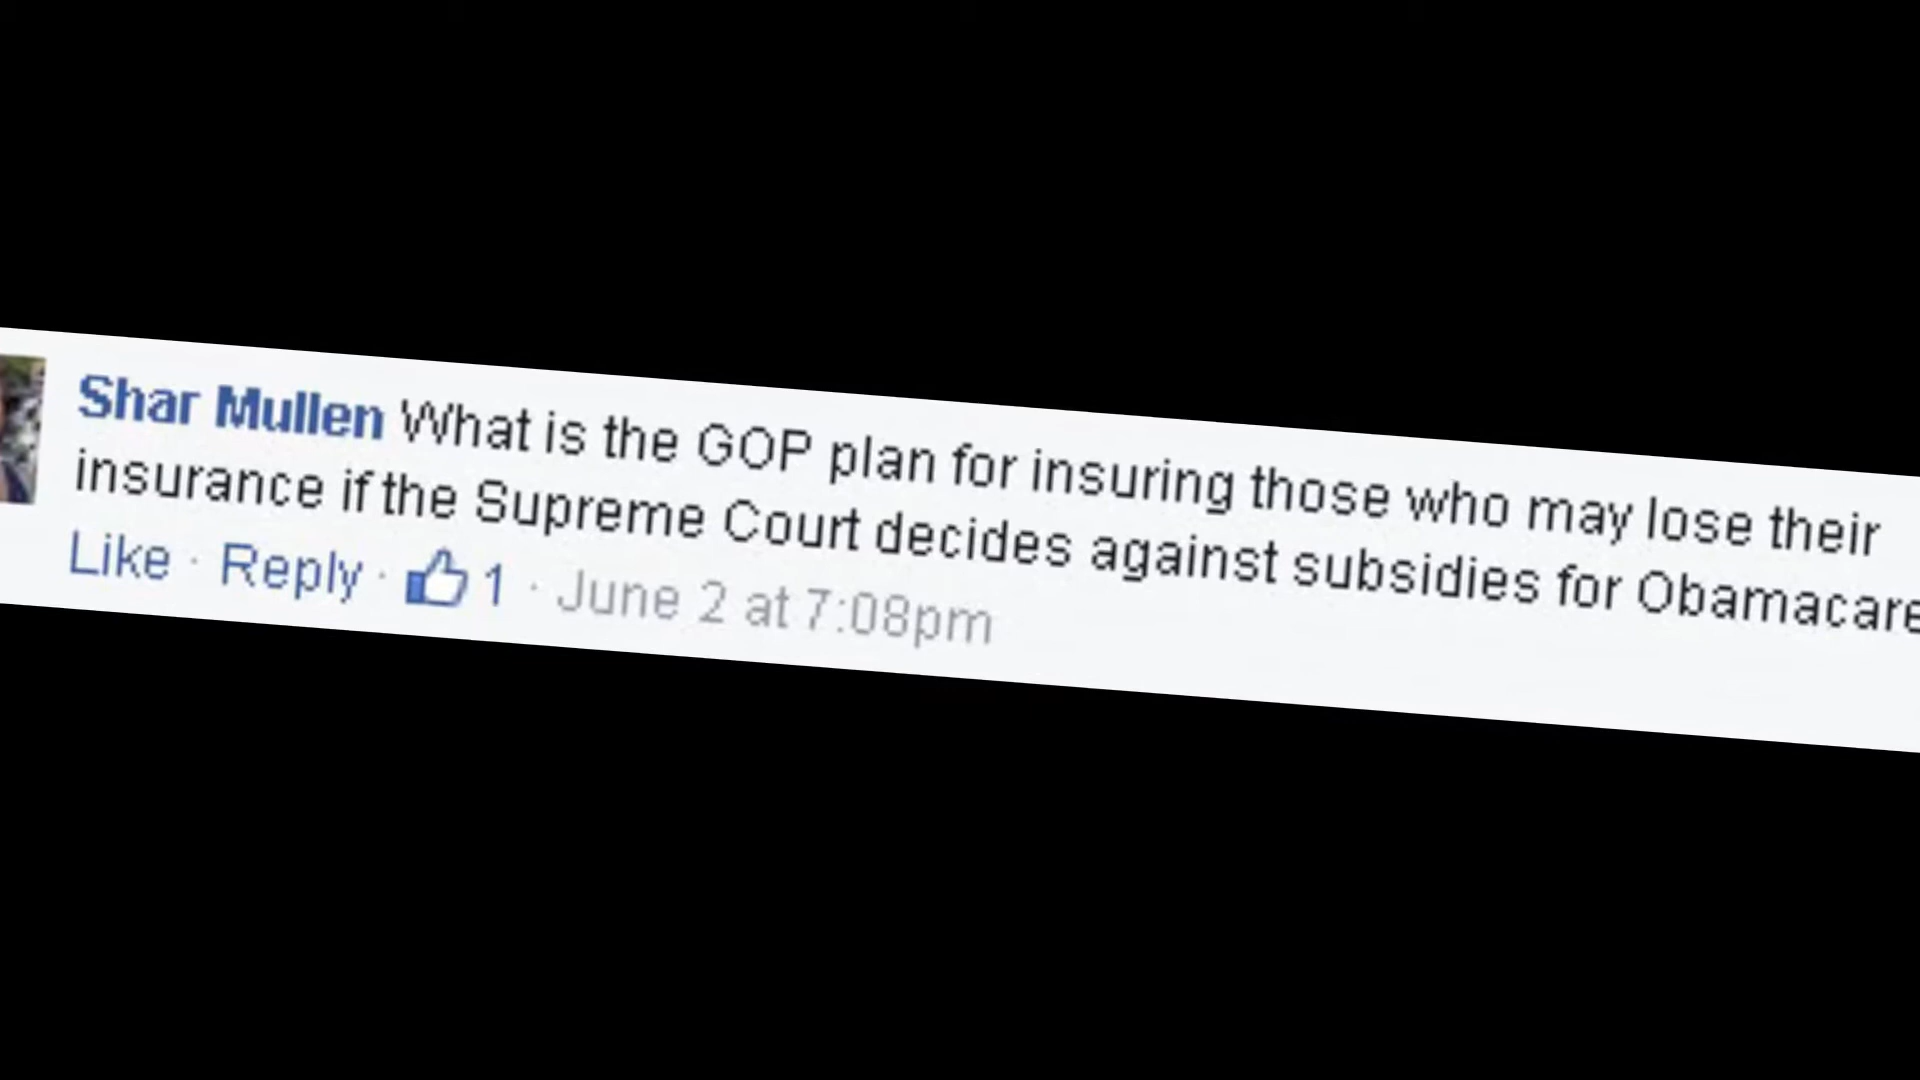 Shar Mullen What is the GOP plan for insuring those who may lose their
insurance if the Supreme Court decides against subsidies for Obamacare
Like · Reply · 1 · June 2 at 7:08pm